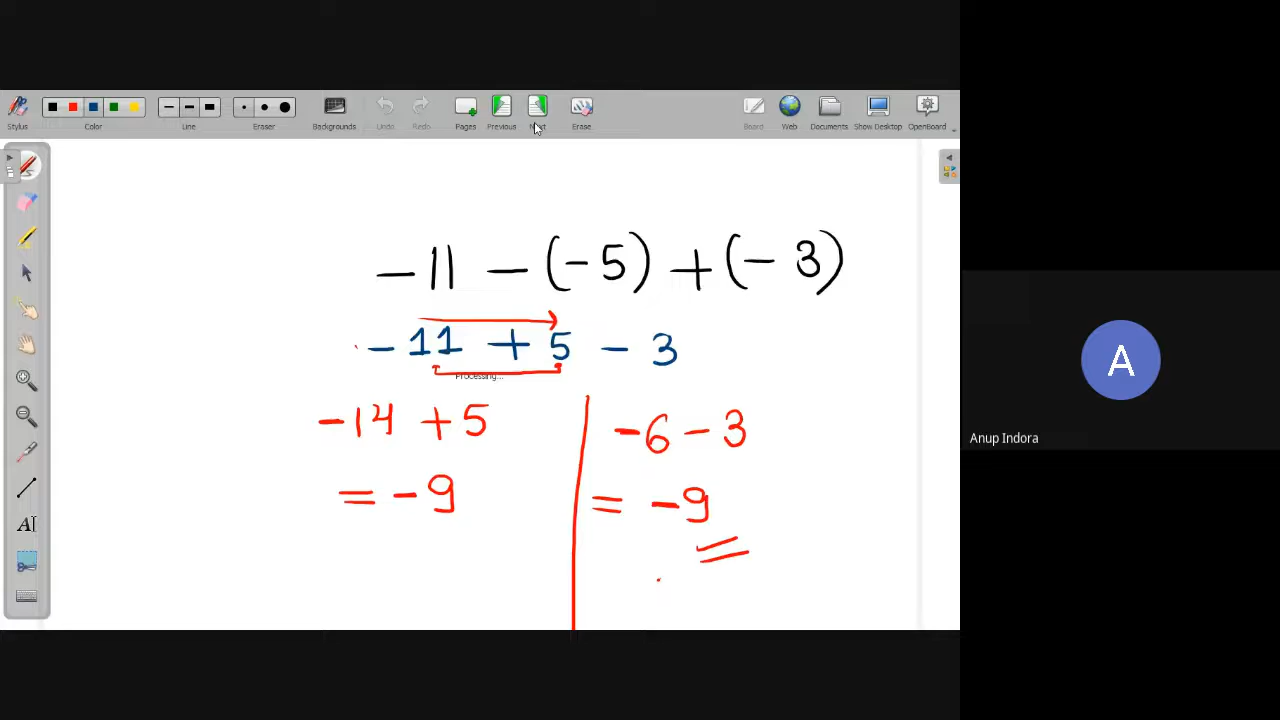 Stylus Color Line Eraser Backgrounds Undo Redo Pages Previous Next Erase Board Web Documents Show Desktop OpenBoard
-11 - (-5) + (-3)
-11 + 5 - 3
Processing...
-14 + 5
= -9
-6 - 3
= -9
A
Anup Indora